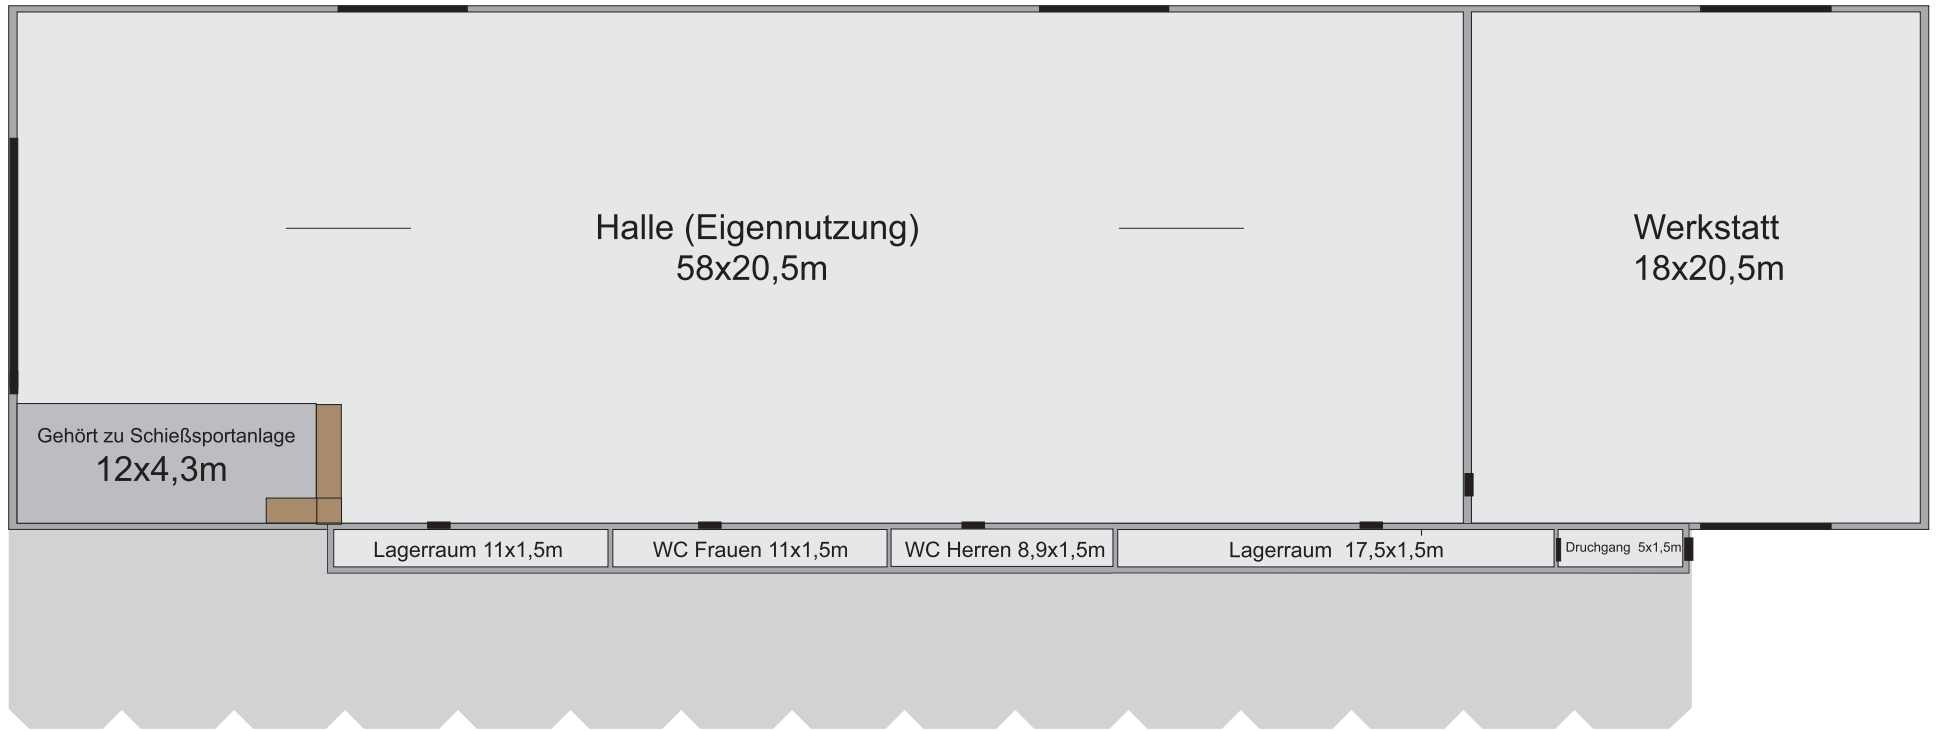 Halle (Eigennutzung)
58x20,5m
Werkstatt
18x20,5m
Gehört zu Schießsportanlage
12x4,3m
Lagerraum 11x1,5m
WC Frauen 11x1,5m
WC Herren 8,9x1,5m
Lagerraum 17,5x1,5m
Druchgang 5x1,5m